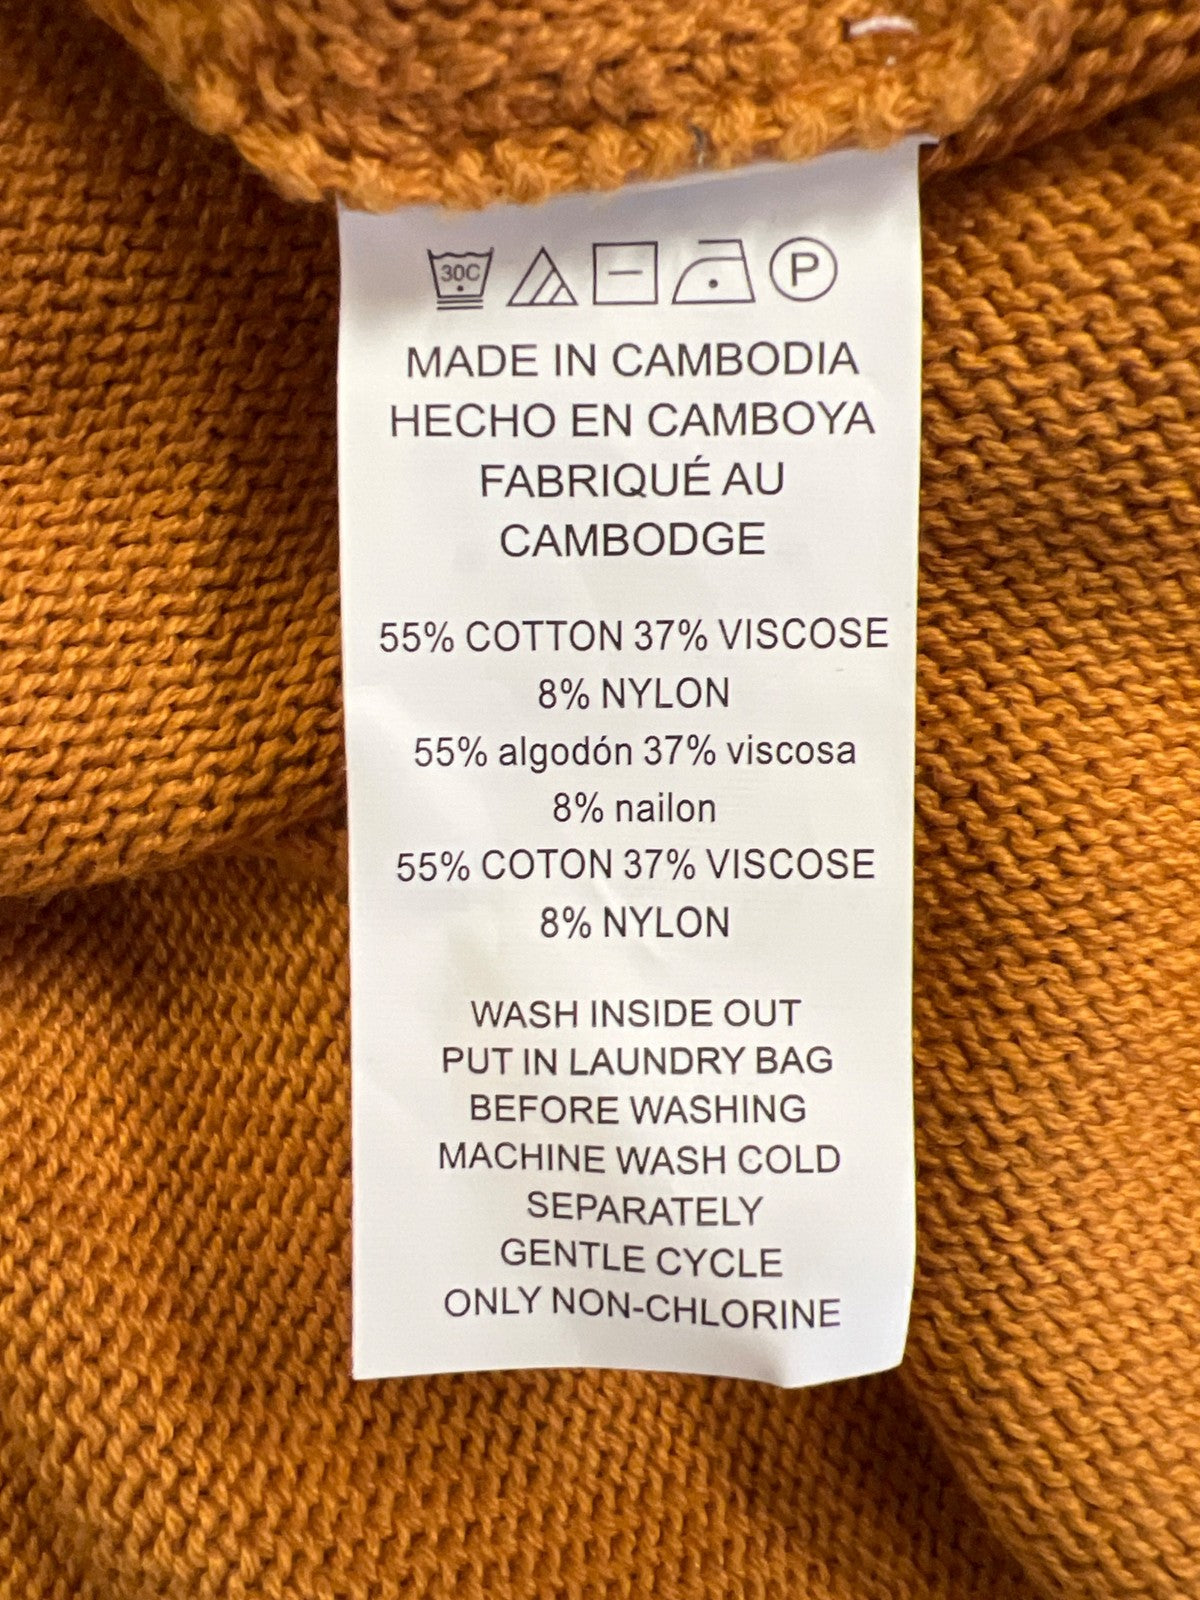 30C P
MADE IN CAMBODIA
HECHO EN CAMBOYA
FABRIQUÉ AU
CAMBODGE
55% COTTON 37% VISCOSE
8% NYLON
55% algodón 37% viscosa
8% nailon
55% COTON 37% VISCOSE
8% NYLON
WASH INSIDE OUT
PUT IN LAUNDRY BAG
BEFORE WASHING
MACHINE WASH COLD
SEPARATELY
GENTLE CYCLE
ONLY NON-CHLORINE